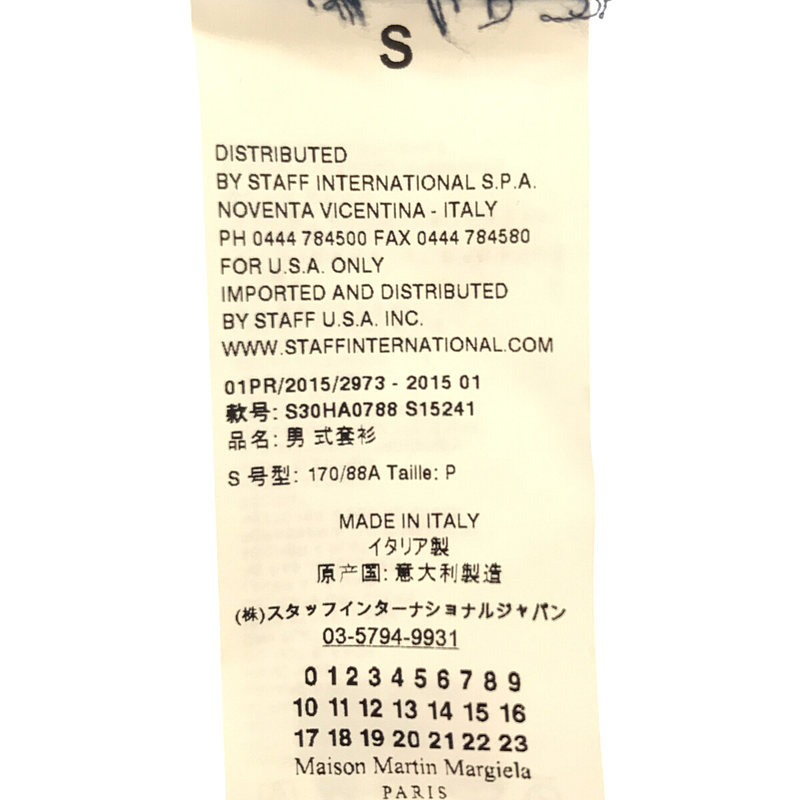 S
DISTRIBUTED
BY STAFF INTERNATIONAL S.P.A.
NOVENTA VICENTINA - ITALY
PH 0444 784500 FAX 0444 784580
FOR U.S.A. ONLY
IMPORTED AND DISTRIBUTED
BY STAFF U.S.A. INC.
WWW.STAFFINTERNATIONAL.COM
01PR/2015/2973 - 2015 01
款号: S30HA0788 S15241
品名: 男 式套衫
S 号型: 170/88A Taille: P
MADE IN ITALY
イタリア製
原产国: 意大利製造
(株)スタッフインターナショナルジャパン
03-5794-9931
0 1 2 3 4 5 6 7 8 9
10 11 12 13 14 15 16
17 18 19 20 21 22 23
Maison Martin Margiela
PARIS